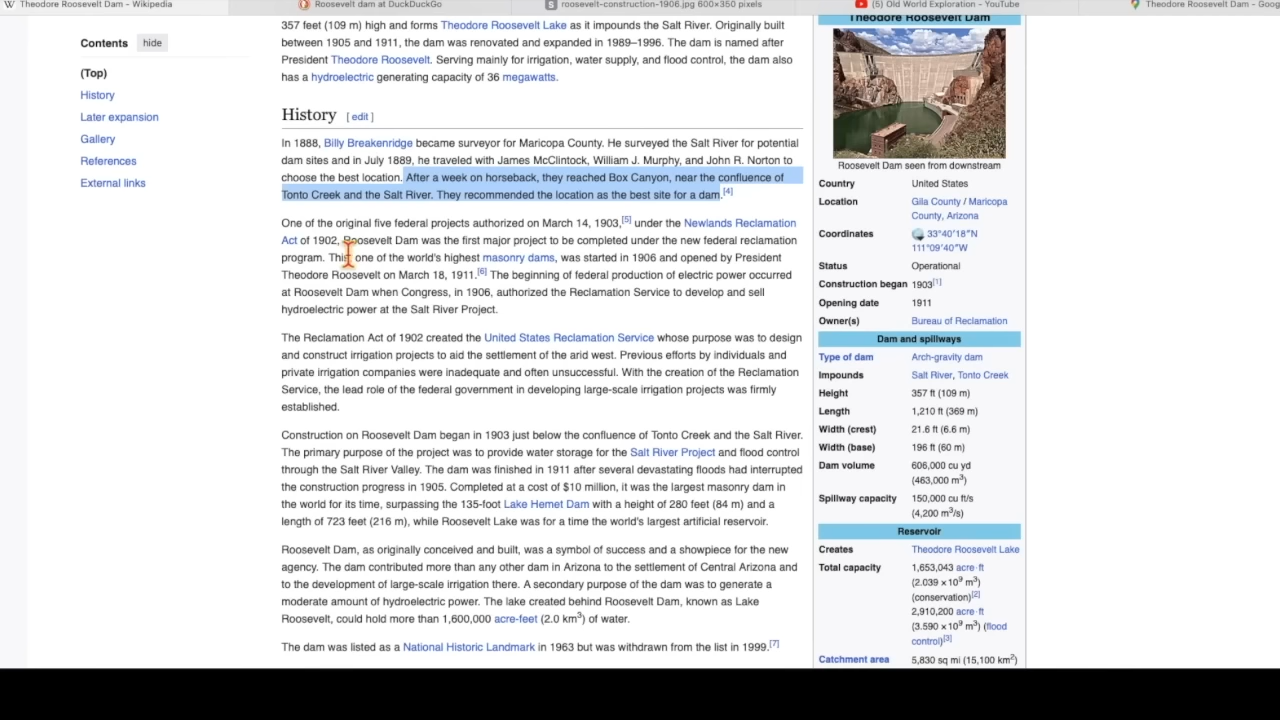 Theodore Roosevelt Dam - Wikipedia
Roosevelt dam at DuckDuckGo
roosevelt-construction-1906.jpg 600×350 pixels
(5) Old World Exploration - YouTube
Theodore Roosevelt Dam - Goog
Contents hide
(Top)
History
Later expansion
Gallery
References
External links
357 feet (109 m) high and forms Theodore Roosevelt Lake as it impounds the Salt River. Originally built
between 1905 and 1911, the dam was renovated and expanded in 1989–1996. The dam is named after
President Theodore Roosevelt. Serving mainly for irrigation, water supply, and flood control, the dam also
has a hydroelectric generating capacity of 36 megawatts.
History [ edit ]
In 1888, Billy Breakenridge became surveyor for Maricopa County. He surveyed the Salt River for potential
dam sites and in July 1889, he traveled with James McClintock, William J. Murphy, and John R. Norton to
choose the best location. After a week on horseback, they reached Box Canyon, near the confluence of
Tonto Creek and the Salt River. They recommended the location as the best site for a dam.[4]
One of the original five federal projects authorized on March 14, 1903,[5] under the Newlands Reclamation
Act of 1902, Roosevelt Dam was the first major project to be completed under the new federal reclamation
program. This, one of the world's highest masonry dams, was started in 1906 and opened by President
Theodore Roosevelt on March 18, 1911.[6] The beginning of federal production of electric power occurred
at Roosevelt Dam when Congress, in 1906, authorized the Reclamation Service to develop and sell
hydroelectric power at the Salt River Project.
The Reclamation Act of 1902 created the United States Reclamation Service whose purpose was to design
and construct irrigation projects to aid the settlement of the arid west. Previous efforts by individuals and
private irrigation companies were inadequate and often unsuccessful. With the creation of the Reclamation
Service, the lead role of the federal government in developing large-scale irrigation projects was firmly
established.
Construction on Roosevelt Dam began in 1903 just below the confluence of Tonto Creek and the Salt River.
The primary purpose of the project was to provide water storage for the Salt River Project and flood control
through the Salt River Valley. The dam was finished in 1911 after several devastating floods had interrupted
the construction progress in 1905. Completed at a cost of $10 million, it was the largest masonry dam in
the world for its time, surpassing the 135-foot Lake Hemet Dam with a height of 280 feet (84 m) and a
length of 723 feet (216 m), while Roosevelt Lake was for a time the world's largest artificial reservoir.
Roosevelt Dam, as originally conceived and built, was a symbol of success and a showpiece for the new
agency. The dam contributed more than any other dam in Arizona to the settlement of Central Arizona and
to the development of large-scale irrigation there. A secondary purpose of the dam was to generate a
moderate amount of hydroelectric power. The lake created behind Roosevelt Dam, known as Lake
Roosevelt, could hold more than 1,600,000 acre-feet (2.0 km3) of water.
The dam was listed as a National Historic Landmark in 1963 but was withdrawn from the list in 1999.[7]
Theodore Roosevelt Dam
Roosevelt Dam seen from downstream
Country United States
Location Gila County / Maricopa
County, Arizona
Coordinates 33°40′18″N
111°09′40″W
Status Operational
Construction began 1903[1]
Opening date 1911
Owner(s) Bureau of Reclamation
Dam and spillways
Type of dam Arch-gravity dam
Impounds Salt River, Tonto Creek
Height 357 ft (109 m)
Length 1,210 ft (369 m)
Width (crest) 21.6 ft (6.6 m)
Width (base) 196 ft (60 m)
Dam volume 606,000 cu yd
(463,000 m3)
Spillway capacity 150,000 cu ft/s
(4,200 m3/s)
Reservoir
Creates Theodore Roosevelt Lake
Total capacity 1,653,043 acre⋅ft
(2.039 × 109 m3)
(conservation)[2]
2,910,200 acre⋅ft
(3.590 × 109 m3) (flood
control)[3]
Catchment area 5,830 sq mi (15,100 km2)